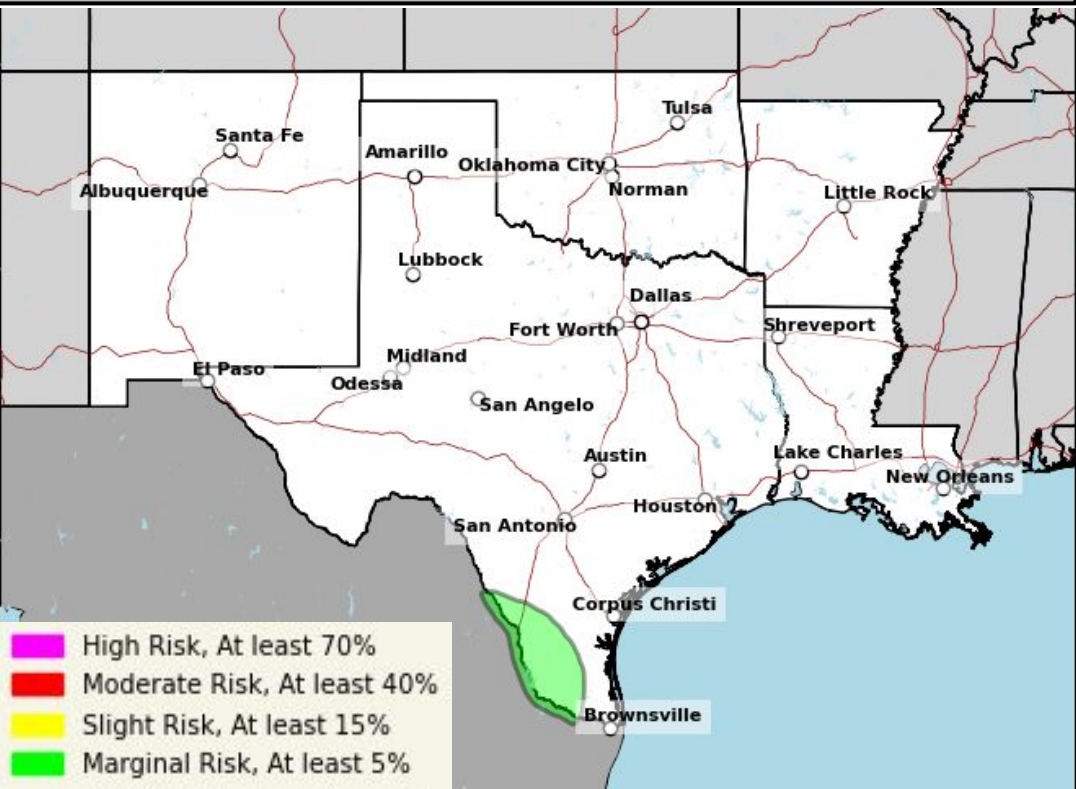 Tulsa
Santa Fe
Amarillo
Oklahoma City
Albuquerque
Norman
Little Rock
Lubbock
Dallas
Fort Worth
Shreveport
Midland
El Paso
Odessa
San Angelo
Austin
Lake Charles
New Orleans
Houston
San Antonio
Corpus Christi
Brownsville
High Risk, At least 70%
Moderate Risk, At least 40%
Slight Risk, At least 15%
Marginal Risk, At least 5%